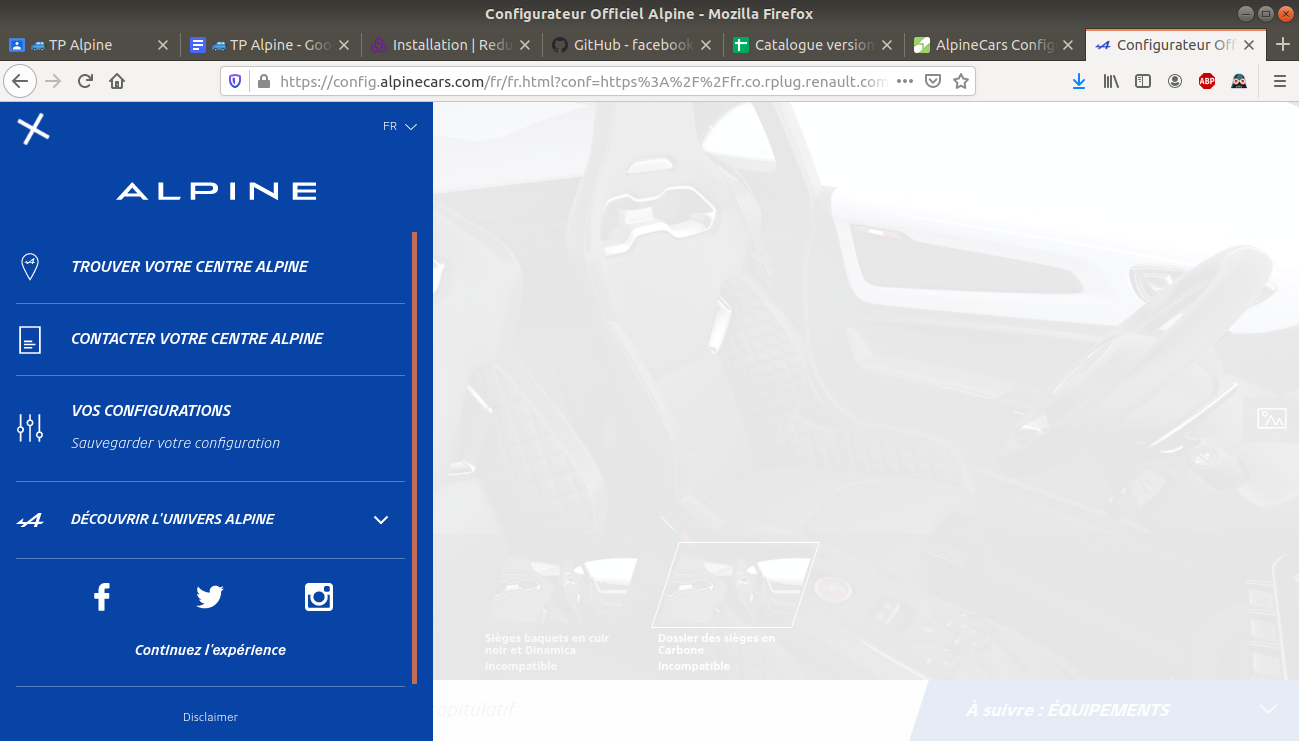 Configurateur Officiel Alpine - Mozilla Firefox
TP Alpine
TP Alpine - Goo
Installation | Redu
GitHub - facebook
Catalogue version
AlpineCars Config
Configurateur Off
https://config.alpinecars.com/fr/fr.html?conf=https%3A%2F%2Ffr.co.rplug.renault.com
ABP
FR
ALPINE
TROUVER VOTRE CENTRE ALPINE
CONTACTER VOTRE CENTRE ALPINE
VOS CONFIGURATIONS
Sauvegarder votre configuration
DÉCOUVRIR L'UNIVERS ALPINE
Continuez l'expérience
Disclaimer
Sièges baquets en cuir
noir et Dinamica
Incompatible
Dossier des sièges en
Carbone
Incompatible
capitulatif
À suivre : ÉQUIPEMENTS